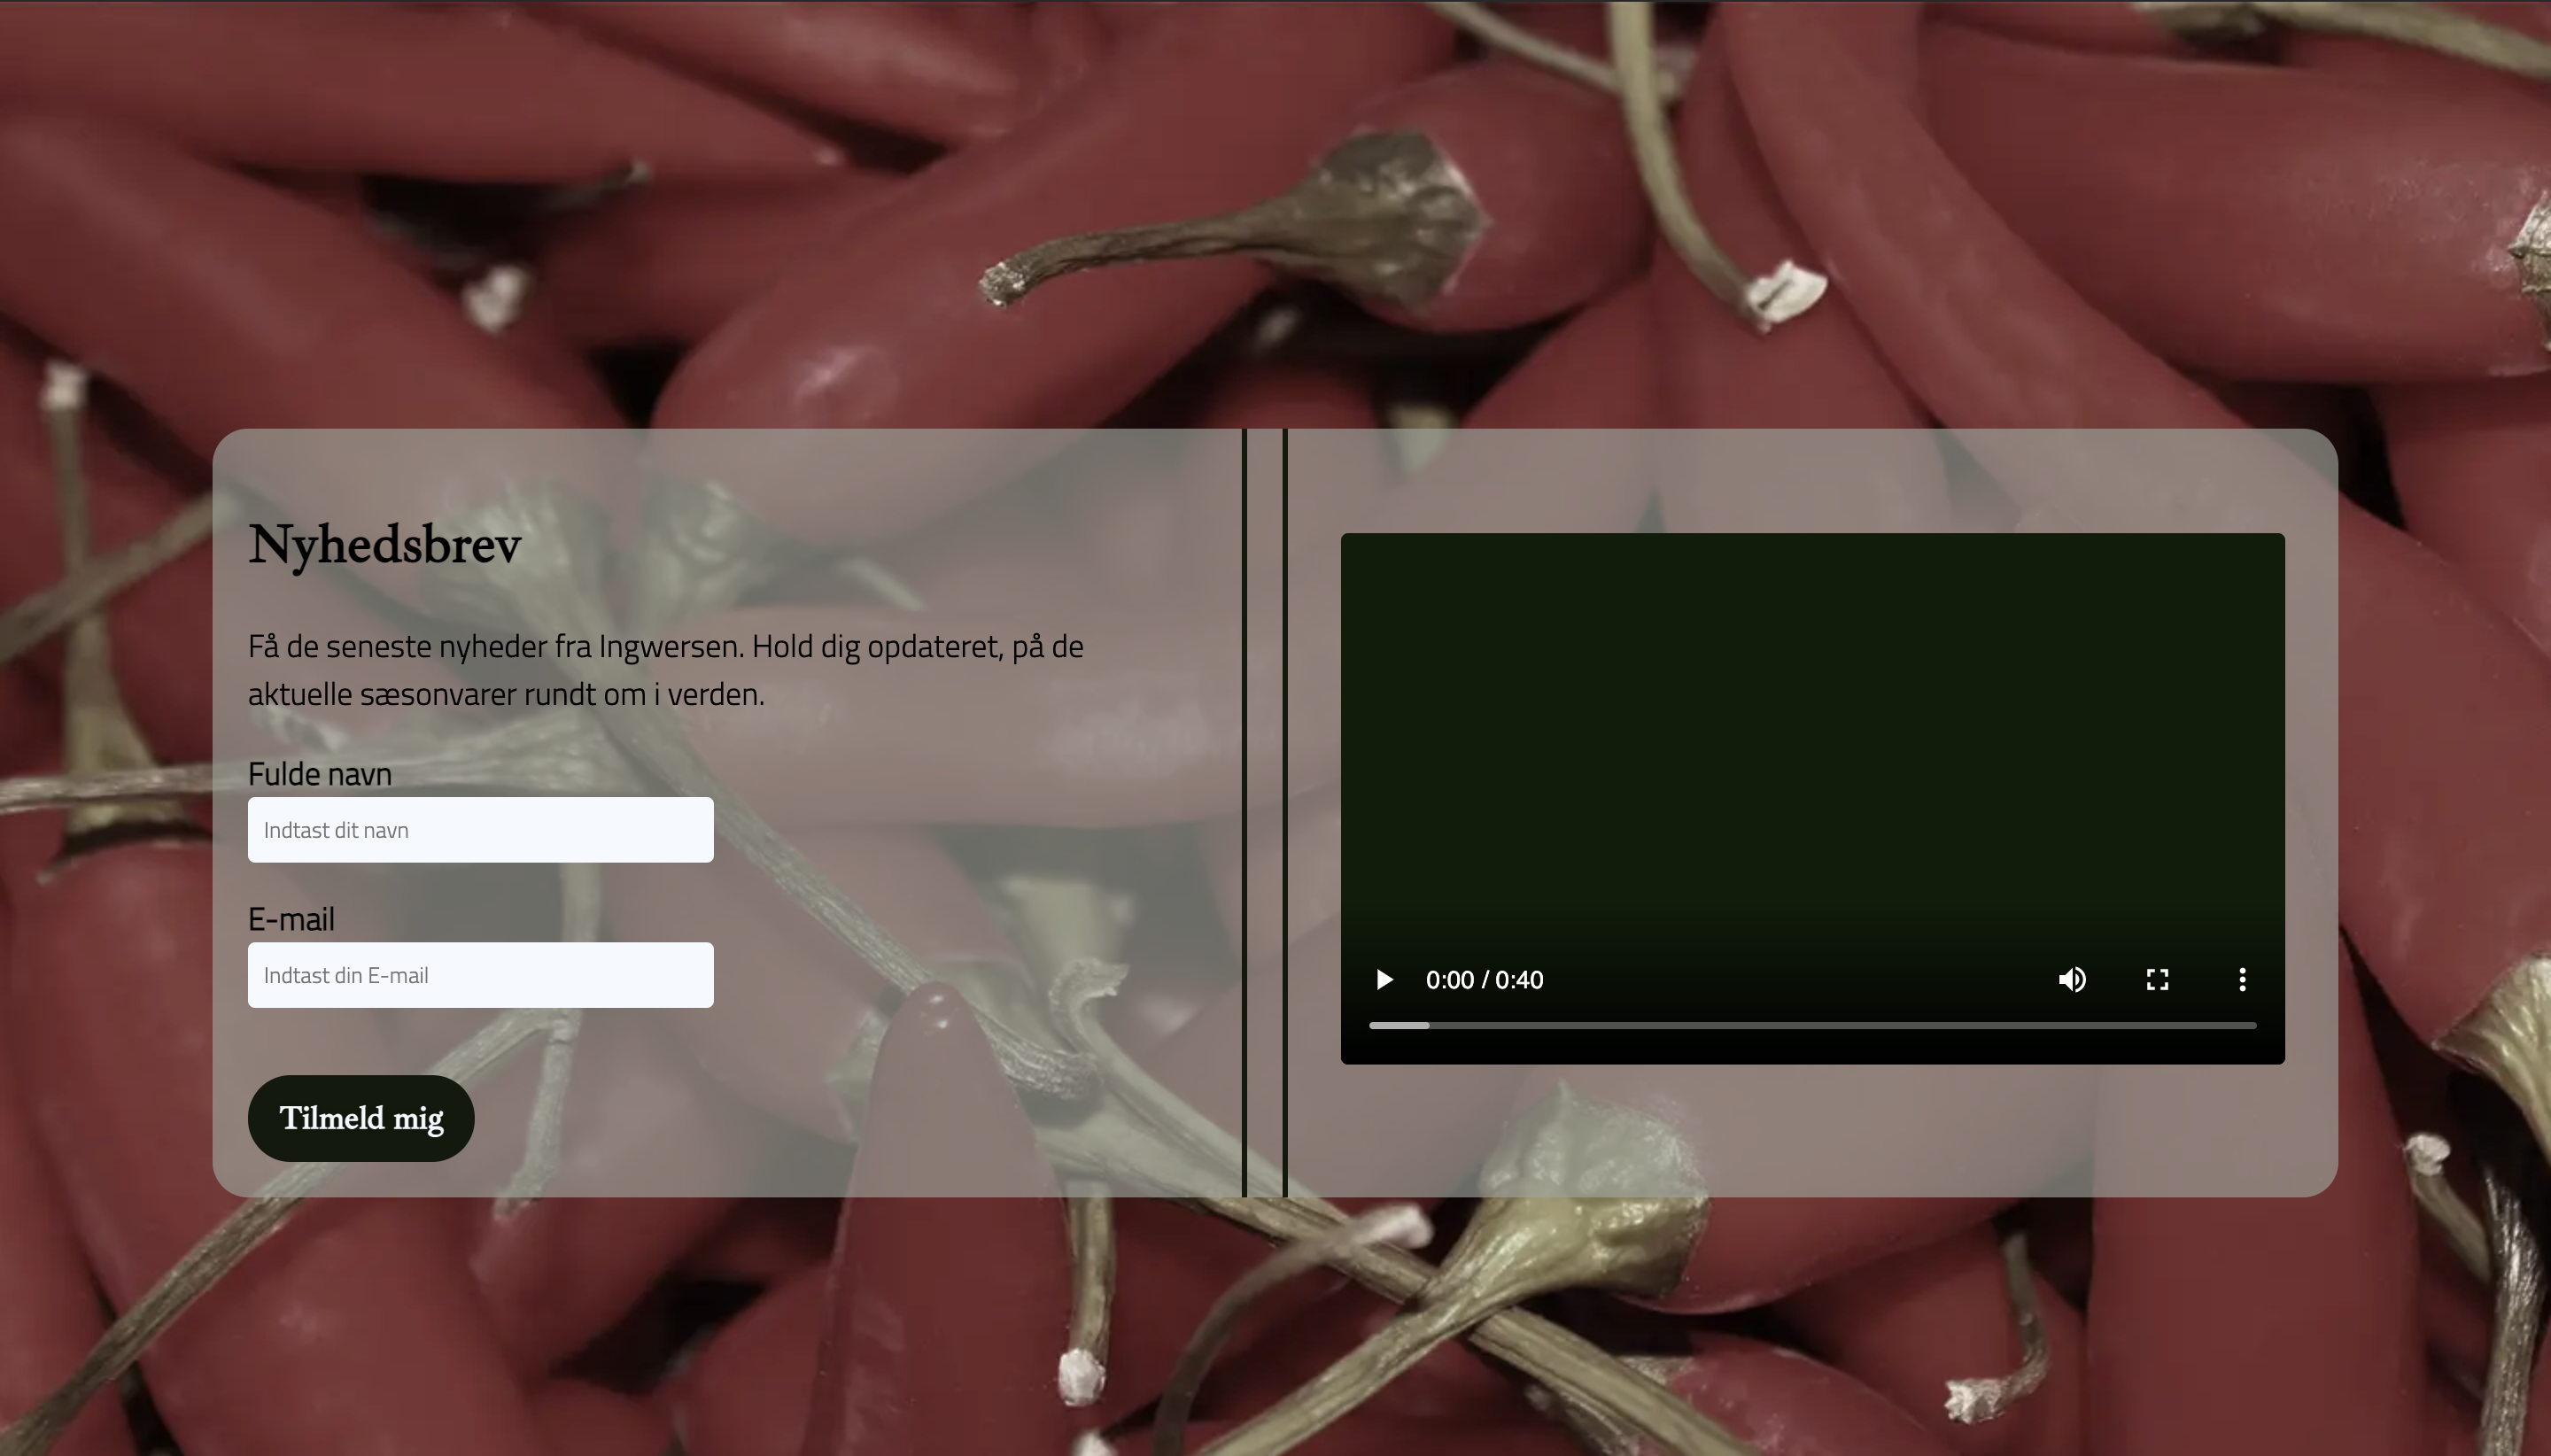 Nyhedsbrev
Få de seneste nyheder fra Ingwersen. Hold dig opdateret, på de
aktuelle sæsonvarer rundt om i verden.
Fulde navn
Indtast dit navn
E-mail
Indtast din E-mail
Tilmeld mig
0:00 / 0:40